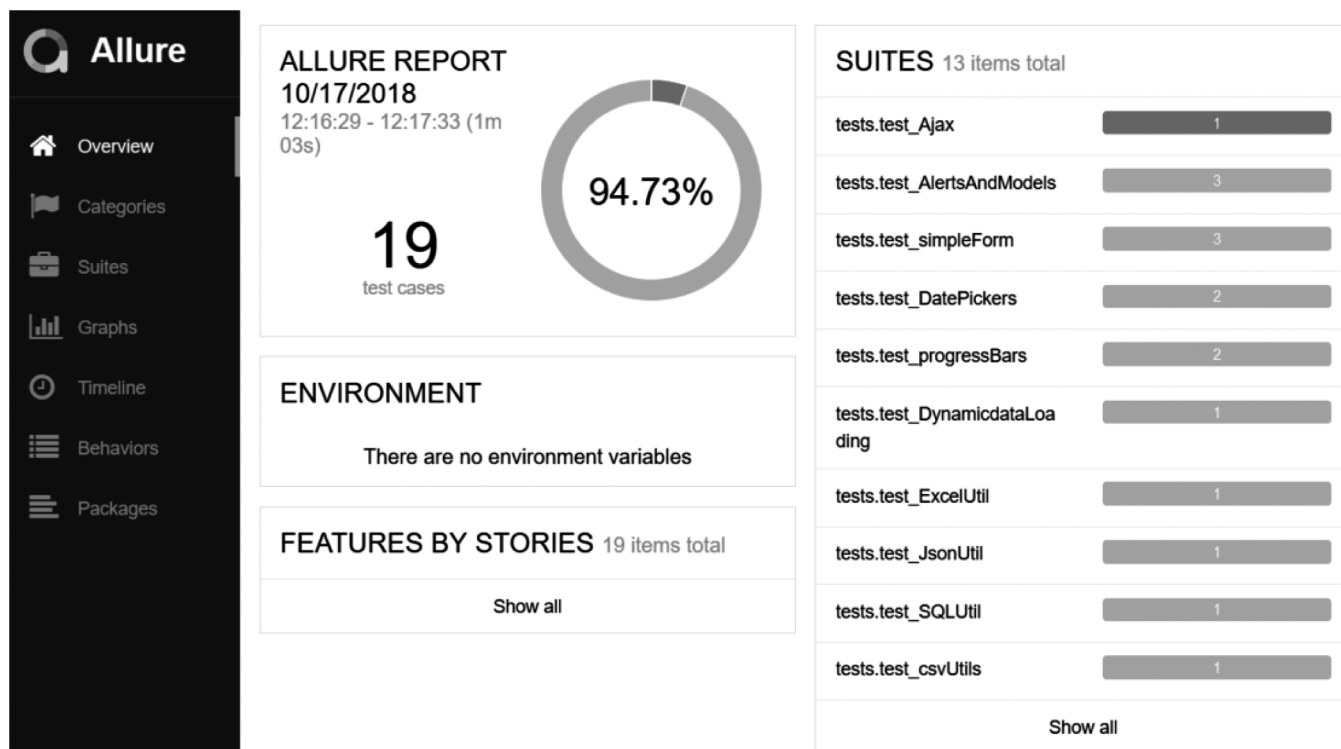 Allure
Overview
Categories
Suites
Graphs
Timeline
Behaviors
Packages
ALLURE REPORT
10/17/2018
12:16:29 - 12:17:33 (1m
03s)
19
test cases
94.73%
ENVIRONMENT
There are no environment variables
FEATURES BY STORIES 19 items total
Show all
SUITES 13 items total
tests.test_Ajax 1
tests.test_AlertsAndModels 3
tests.test_simpleForm 3
tests.test_DatePickers 2
tests.test_progressBars 2
tests.test_DynamicdataLoa 1
ding
tests.test_ExcelUtil 1
tests.test_JsonUtil 1
tests.test_SQLUtil 1
tests.test_csvUtils 1
Show all